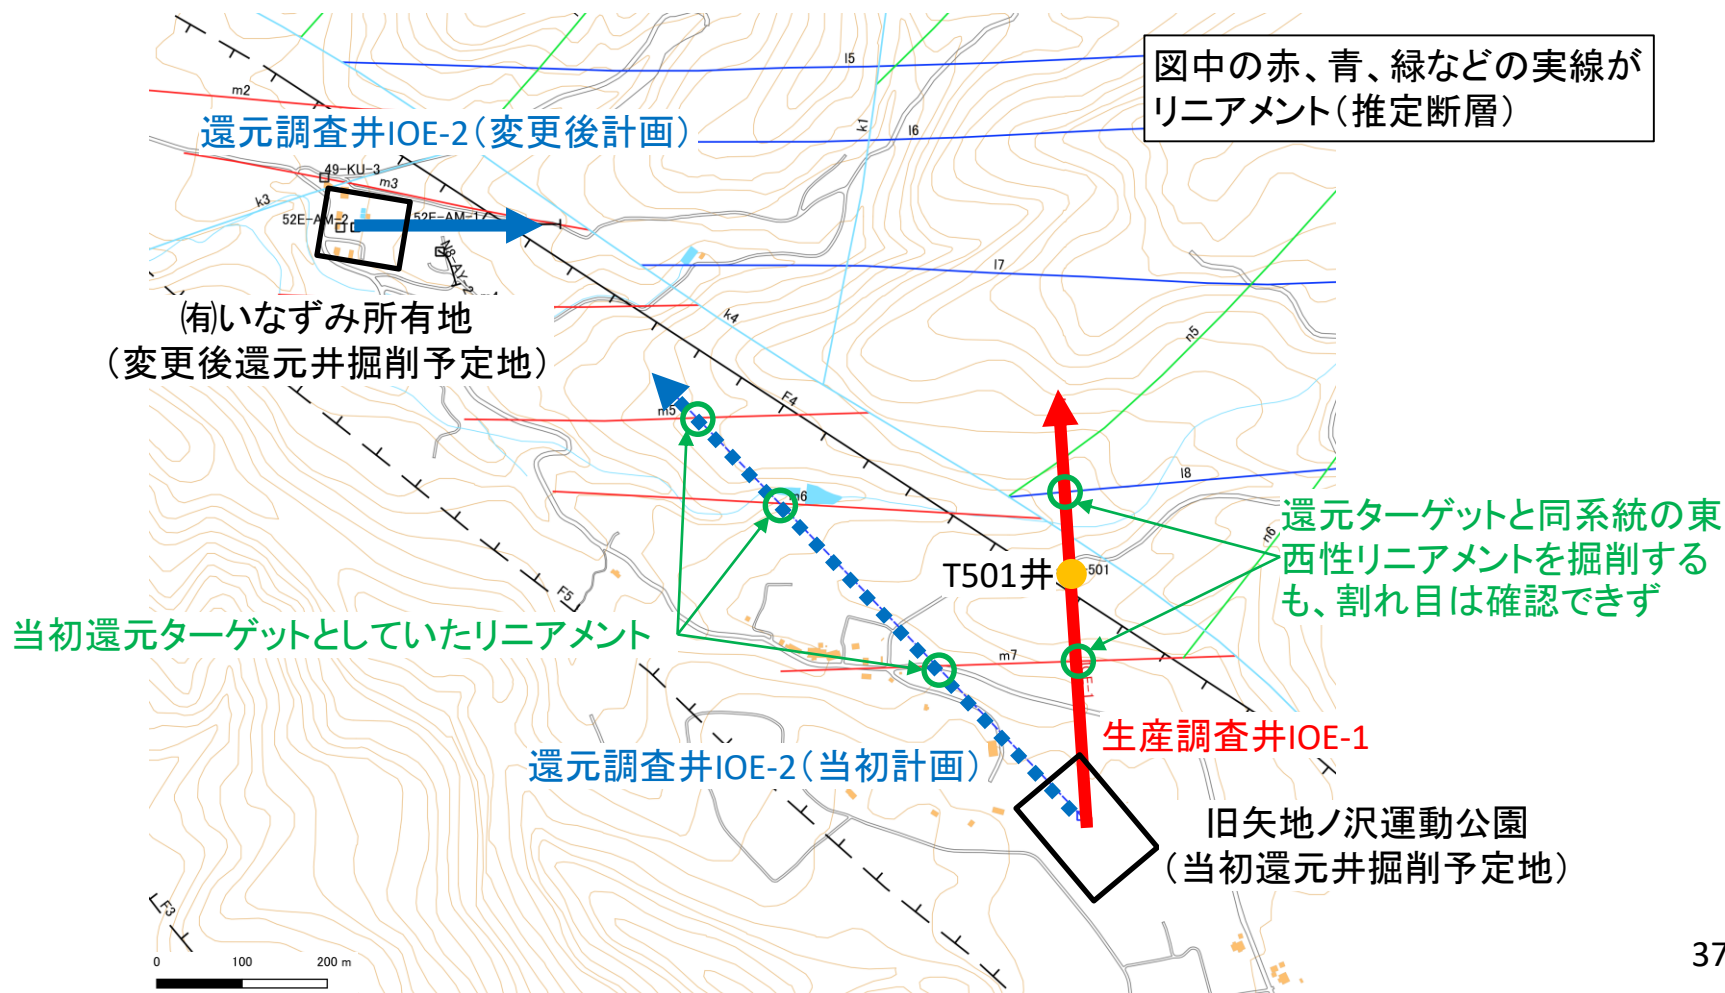 図中の赤、青、緑などの実線が
リニアメント（推定断層）
l5
m2
k1
l6
還元調査井IOE-2（変更後計画）
49-KU-3
m3
k3
52E-AM-2
52E-AM-1
N8-AY-2
l7
㈲いなずみ所有地
（変更後還元井掘削予定地）
k4
n5
F4
m5
l8
m6
還元ターゲットと同系統の東
西性リニアメントを掘削する
も、割れ目は確認できず
n6
T501井
501
F5
当初還元ターゲットとしていたリニアメント
m7
E-1
生産調査井IOE-1
還元調査井IOE-2（当初計画）
旧矢地ノ沢運動公園
（当初還元井掘削予定地）
F3
0 100 200 m
37